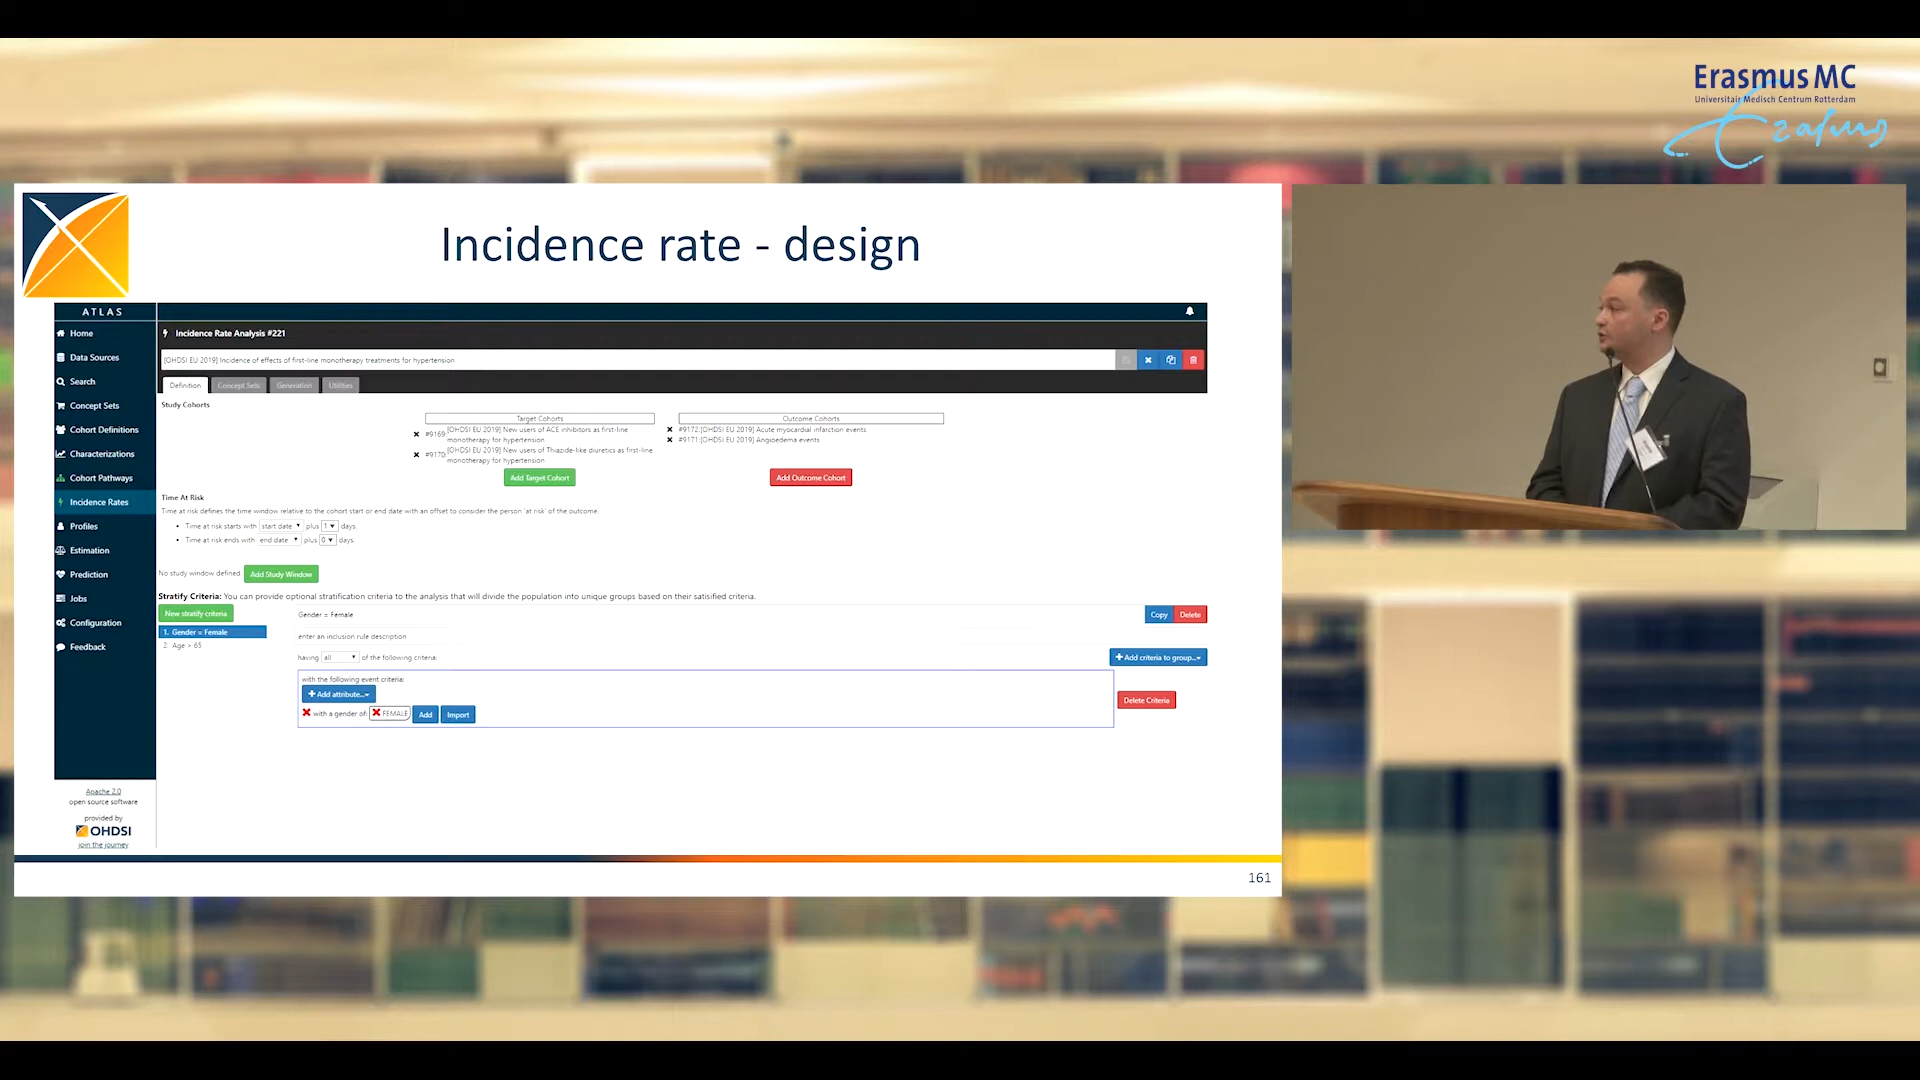 Erasmus MC
Universitair Medisch Centrum Rotterdam
Erasmus
Incidence rate - design
ATLAS
Home
Data Sources
Search
Concept Sets
Cohort Definitions
Characterizations
Cohort Pathways
Incidence Rates
Profiles
Estimation
Prediction
Jobs
Configuration
Feedback
Apache 2.0
open source software
provided by
OHDSI
join the journey
Incidence Rate Analysis #221
[OHDSI EU 2019] Incidence of effects of first-line monotherapy treatments for hypertension
Definition Concept Sets Generation Utilities
Study Cohorts
Target Cohorts
#9169: [OHDSI EU 2019] New users of ACE inhibitors as first-line
monotherapy for hypertension
#9170: [OHDSI EU 2019] New users of Thiazide-like diuretics as first-line
monotherapy for hypertension
Add Target Cohort
Outcome Cohorts
#9172: [OHDSI EU 2019] Acute myocardial infarction events
#9171: [OHDSI EU 2019] Angioedema events
Add Outcome Cohort
Time At Risk
Time at risk defines the time window relative to the cohort start or end date with an offset to consider the person 'at risk' of the outcome.
Time at risk starts with start date plus 1 days.
Time at risk ends with end date plus 0 days.
No study window defined. Add Study Window
Stratify Criteria: You can provide optional stratification criteria to the analysis that will divide the population into unique groups based on their satisified criteria.
New stratify criteria
1. Gender = Female
2. Age > 65
Gender = Female
Copy Delete
enter an inclusion rule description
having all of the following criteria:
Add criteria to group...
with the following event criteria:
Add attribute...
Delete Criteria
with a gender of: FEMALE Add Import
161